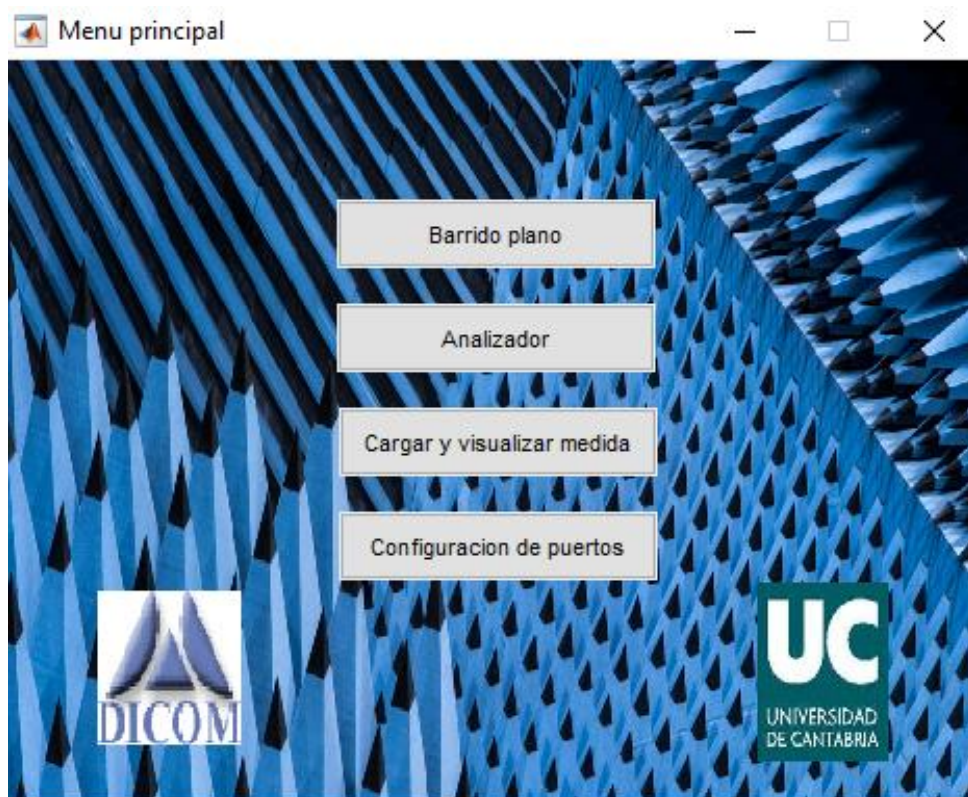 Menu principal
Barrido plano
Analizador
Cargar y visualizar medida
Configuracion de puertos
DICOM
UC
UNIVERSIDAD
DE CANTABRIA